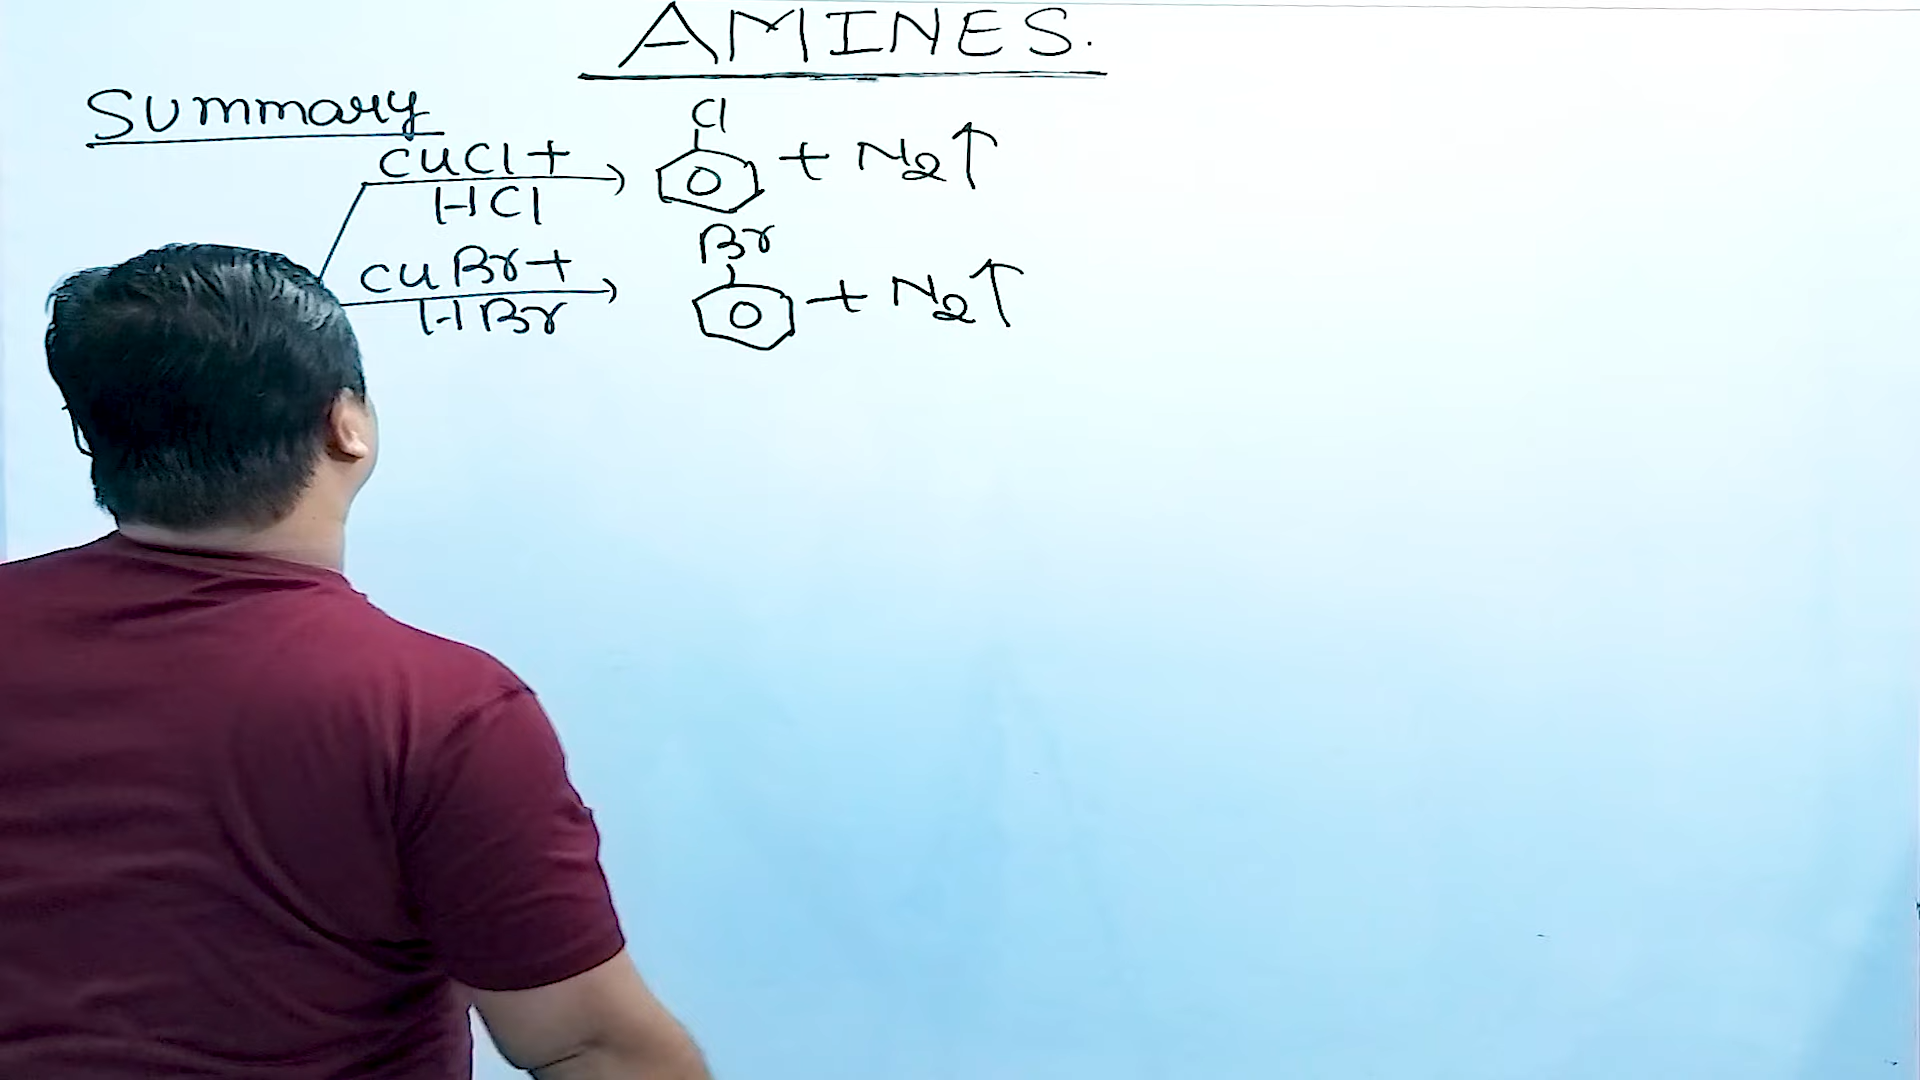 AMINES.
Summary
CuCl +
HCl
Cl
+ N2↑
CuBr +
HBr
Br
+ N2↑